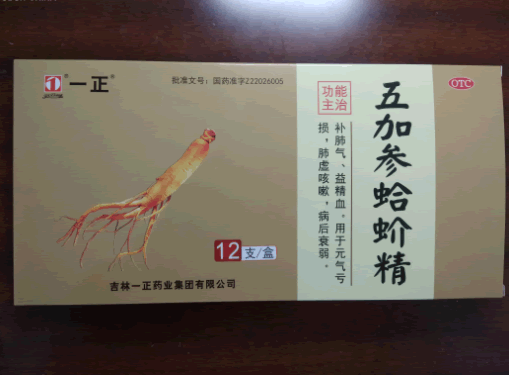 一正®
批准文号：国药准字Z22026005
12支/盒
吉林一正药业集团有限公司
功能
主治
补肺气、益精血。用于元气亏
损，肺虚咳嗽，病后衰弱。
五加参蛤蚧精
OTC